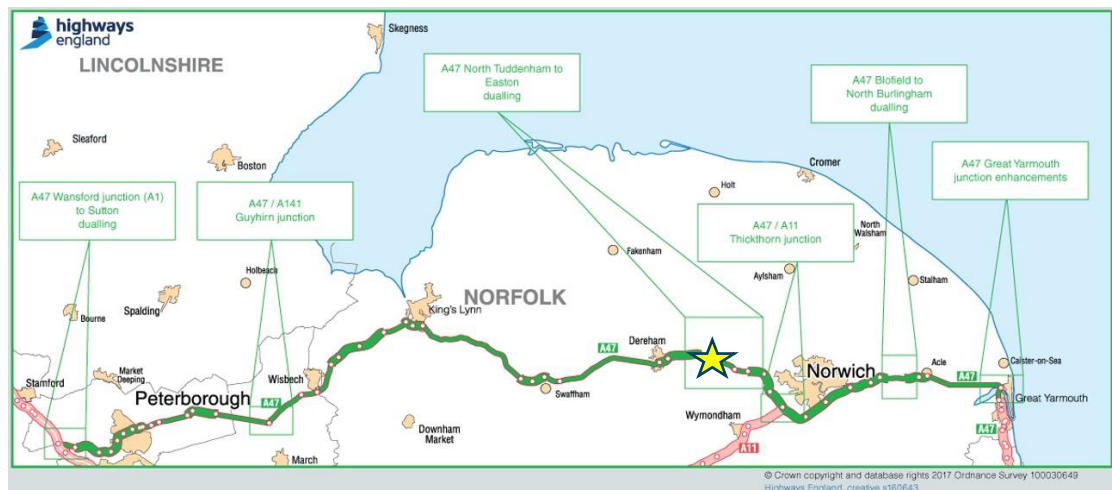 highways
england
Skegness
LINCOLNSHIRE
A47 North Tuddenham to
Easton
dualling
A47 Blofield to
North Burlingham
dualling
Sleaford
Boston
Cromer
A47 Great Yarmouth
junction enhancements
A47 Wansford junction (A1)
to Sutton
dualling
A47 / A141
Guyhirn junction
Holt
A47 / A11
Thickthorn junction
North
Walsham
Fakenham
Aylsham
Holbeach
Stalham
Spalding
NORFOLK
Bourne
King's Lynn
Dereham
A47
Caister-on-Sea
Market
Deeping
Wisbech
Norwich
Acle
Stamford
A47
Peterborough
A47
Swaffham
Great Yarmouth
Wymondham
Downham
Market
A47
A11
March
© Crown copyright and database rights 2017 Ordnance Survey 100030649
Highways England, creative s160643